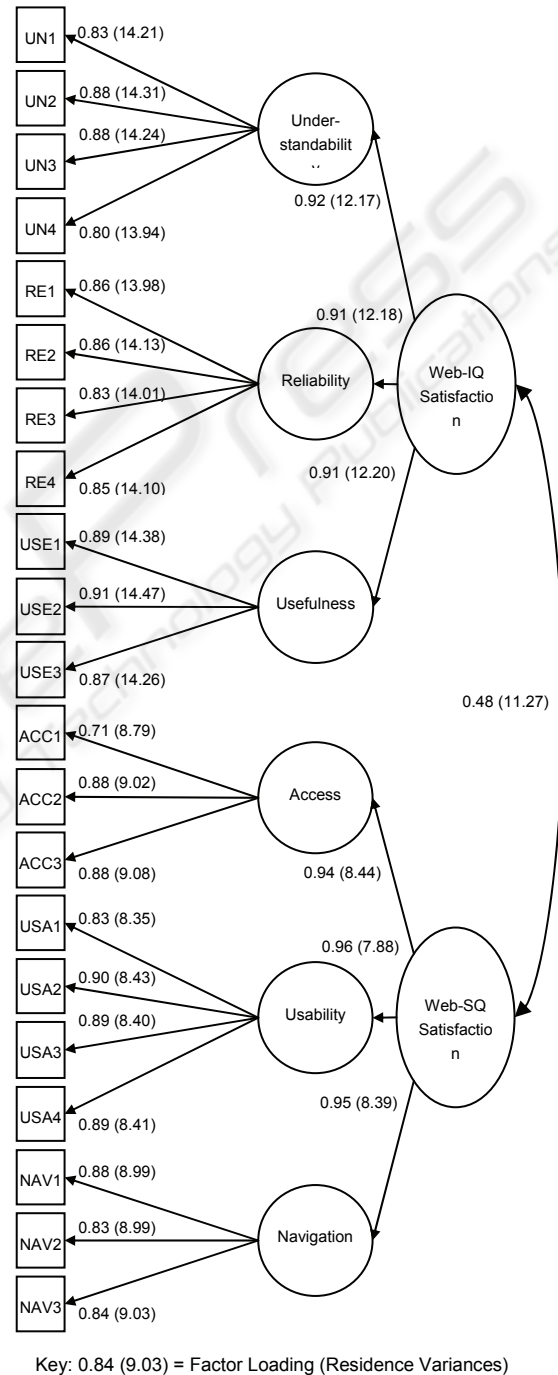 UN1
0.83 (14.21)
UN2
0.88 (14.31)
UN3
0.88 (14.24)
UN4
0.80 (13.94)
Under-
standabilit
y
0.92 (12.17)
RE1
0.86 (13.98)
RE2
0.86 (14.13)
RE3
0.83 (14.01)
RE4
0.85 (14.10)
Reliability
0.91 (12.18)
Web-IQ
Satisfactio
n
0.91 (12.20)
USE1
0.89 (14.38)
USE2
0.91 (14.47)
USE3
0.87 (14.26)
Usefulness
0.48 (11.27)
ACC1
0.71 (8.79)
ACC2
0.88 (9.02)
ACC3
0.88 (9.08)
Access
0.94 (8.44)
USA1
0.83 (8.35)
USA2
0.90 (8.43)
USA3
0.89 (8.40)
USA4
0.89 (8.41)
Usability
0.96 (7.88)
Web-SQ
Satisfactio
n
0.95 (8.39)
NAV1
0.88 (8.99)
NAV2
0.83 (8.99)
NAV3
0.84 (9.03)
Navigation
Key: 0.84 (9.03) = Factor Loading (Residence Variances)
Press
Technology Publications